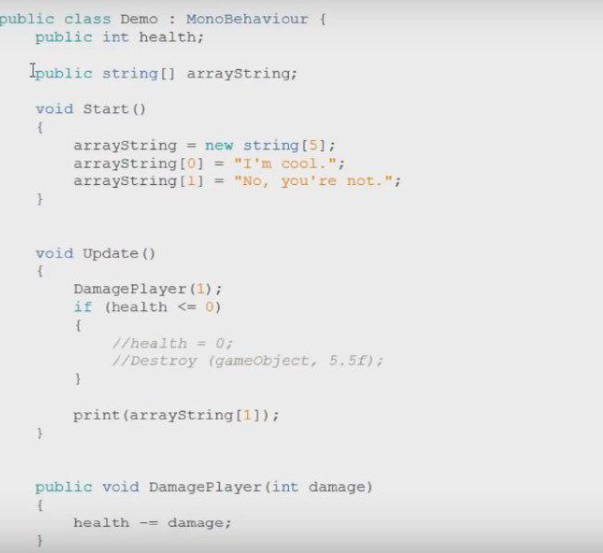 public class Demo : MonoBehaviour {
public int health;
public string[] arrayString;
void Start()
{
arrayString = new string[5];
arrayString[0] = "I'm cool.";
arrayString[1] = "No, you're not.";
}
void Update()
{
DamagePlayer(1);
if (health <= 0)
{
//health = 0;
//Destroy (gameObject, 5.5f);
}
print(arrayString[1]);
}
public void DamagePlayer(int damage)
{
health -= damage;
}